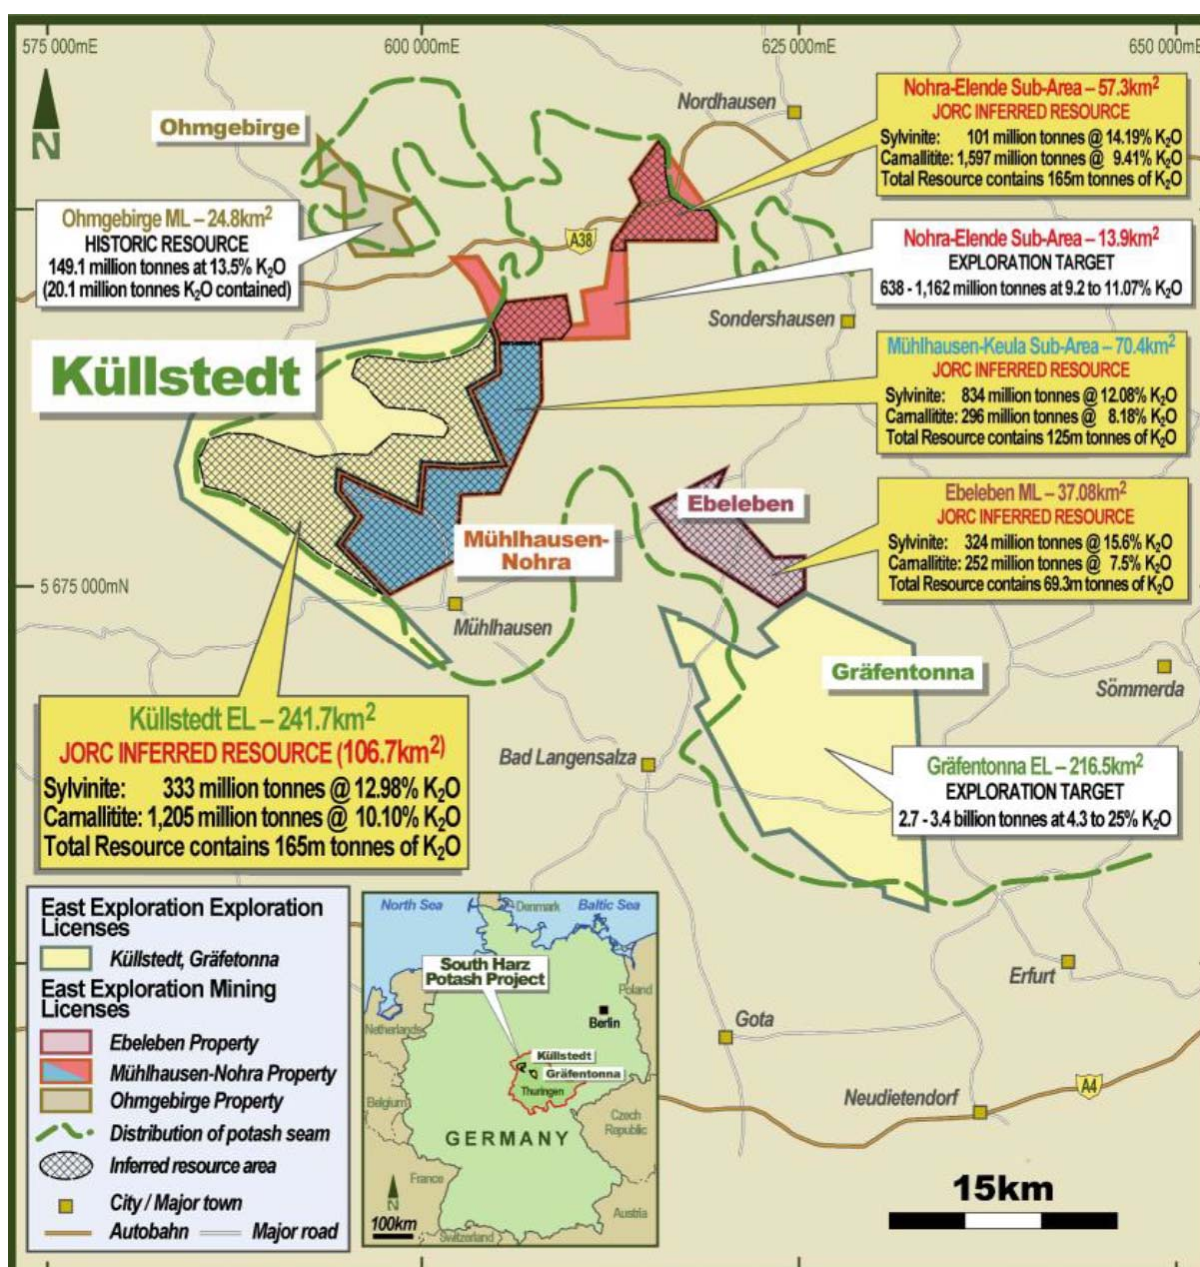 575 000mE
600 000mE
625 000mE
650 000mE
N
Nordhausen
Ohmgebirge
Nohra-Elende Sub-Area – 57.3km²
JORC INFERRED RESOURCE
Sylvinite: 101 million tonnes @ 14.19% K₂O
Carnallitite: 1,597 million tonnes @ 9.41% K₂O
Total Resource contains 165m tonnes of K₂O
Ohmgebirge ML – 24.8km²
HISTORIC RESOURCE
149.1 million tonnes at 13.5% K₂O
(20.1 million tonnes K₂O contained)
A38
Nohra-Elende Sub-Area – 13.9km²
EXPLORATION TARGET
638 - 1,162 million tonnes at 9.2 to 11.07% K₂O
Sondershausen
Küllstedt
Mühlhausen-Keula Sub-Area – 70.4km²
JORC INFERRED RESOURCE
Sylvinite: 834 million tonnes @ 12.08% K₂O
Carnallitite: 296 million tonnes @ 8.18% K₂O
Total Resource contains 125m tonnes of K₂O
Ebeleben
Ebeleben ML – 37.08km²
JORC INFERRED RESOURCE
Sylvinite: 324 million tonnes @ 15.6% K₂O
Carnallitite: 252 million tonnes @ 7.5% K₂O
Total Resource contains 69.3m tonnes of K₂O
Mühlhausen-
Nohra
5 675 000mN
Mühlhausen
Gräfentonna
Sömmerda
Küllstedt EL – 241.7km²
JORC INFERRED RESOURCE (106.7km²)
Sylvinite: 333 million tonnes @ 12.98% K₂O
Carnallitite: 1,205 million tonnes @ 10.10% K₂O
Total Resource contains 165m tonnes of K₂O
Bad Langensalza
Gräfentonna EL – 216.5km²
EXPLORATION TARGET
2.7 - 3.4 billion tonnes at 4.3 to 25% K₂O
East Exploration Exploration
Licenses
Küllstedt, Gräfetonna
East Exploration Mining
Licenses
Ebeleben Property
Mühlhausen-Nohra Property
Ohmgebirge Property
Distribution of potash seam
Inferred resource area
City / Major town
Autobahn
Major road
North Sea
Denmark
Baltic Sea
South Harz
Potash Project
Poland
Berlin
Netherlands
Küllstedt
Gräfentonna
Thuringen
Belgium
GERMANY
Czech
Republic
France
N
100km
Austria
Switzerland
Erfurt
Gota
Neudietendorf
A4
15km